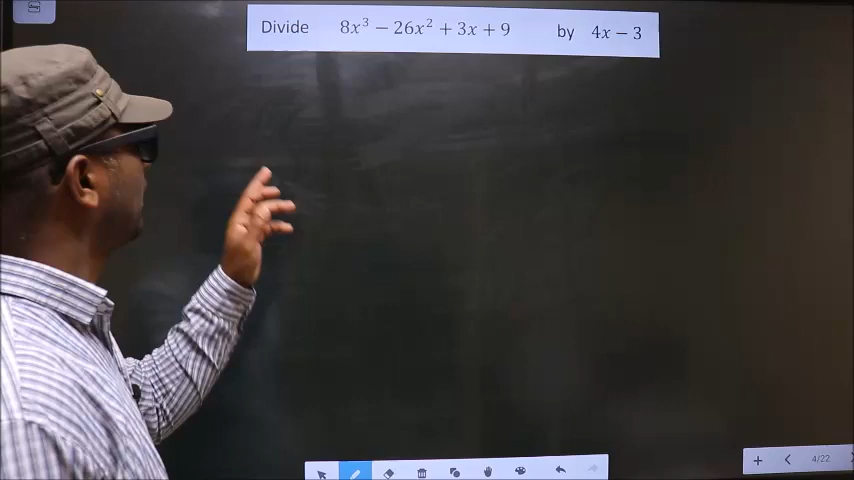 Divide 8x³ − 26x² + 3x + 9 by 4x − 3
4/22